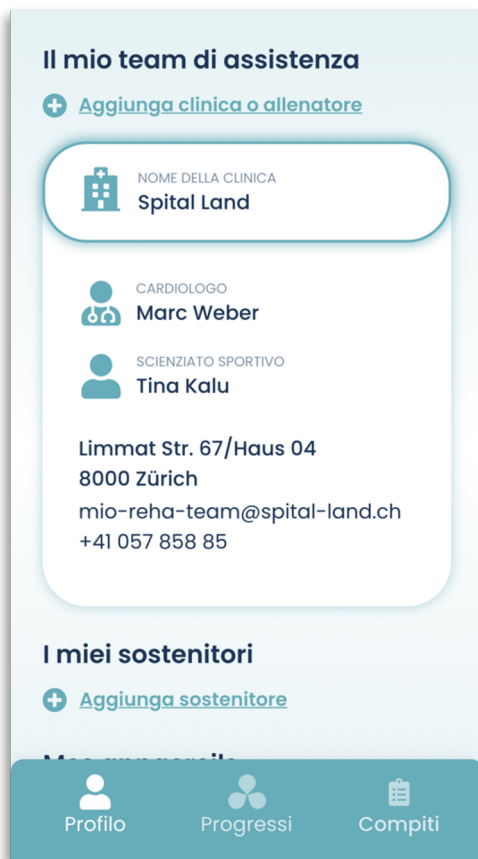 Il mio team di assistenza
Aggiunga clinica o allenatore
NOME DELLA CLINICA
Spital Land
CARDIOLOGO
Marc Weber
SCIENZIATO SPORTIVO
Tina Kalu
Limmat Str. 67/Haus 04
8000 Zürich
mio-reha-team@spital-land.ch
+41 057 858 85
I miei sostenitori
Aggiunga sostenitore
Profilo
Progressi
Compiti